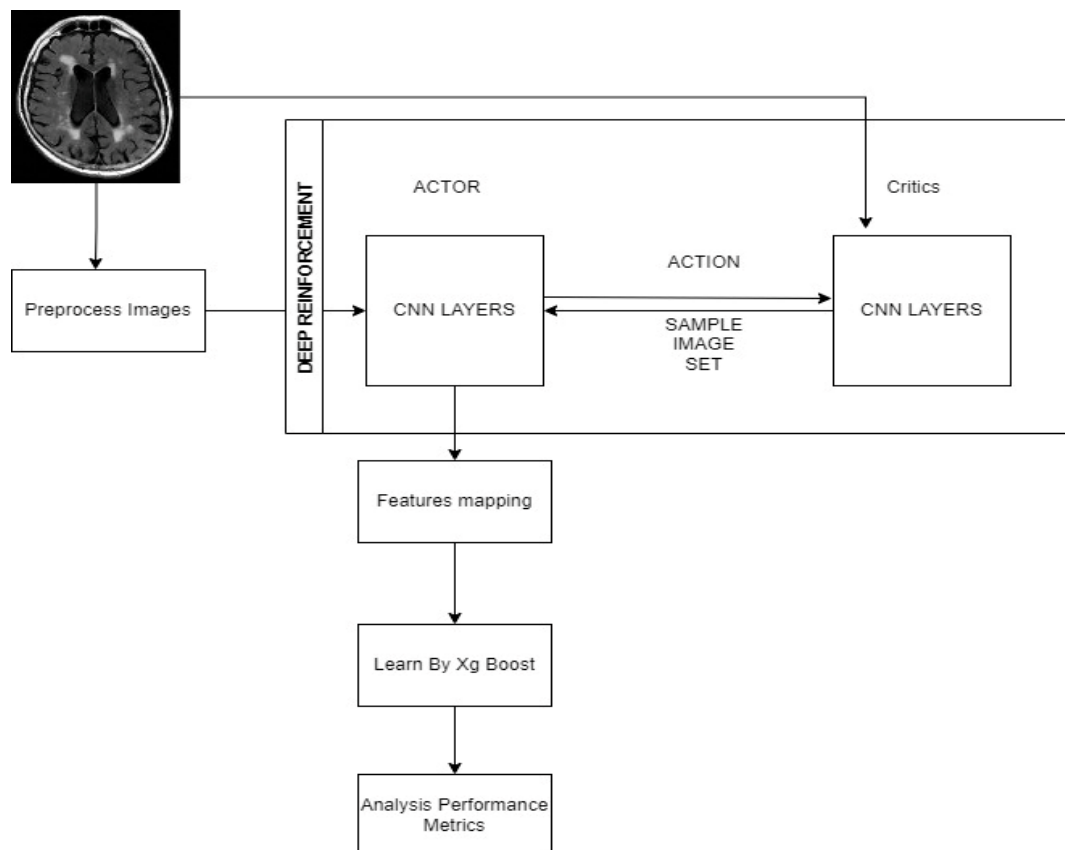 ACTOR
Critics
DEEP REINFORCEMENT
Preprocess Images
CNN LAYERS
ACTION
SAMPLE
IMAGE
SET
CNN LAYERS
Features mapping
Learn By Xg Boost
Analysis Performance
Metrics